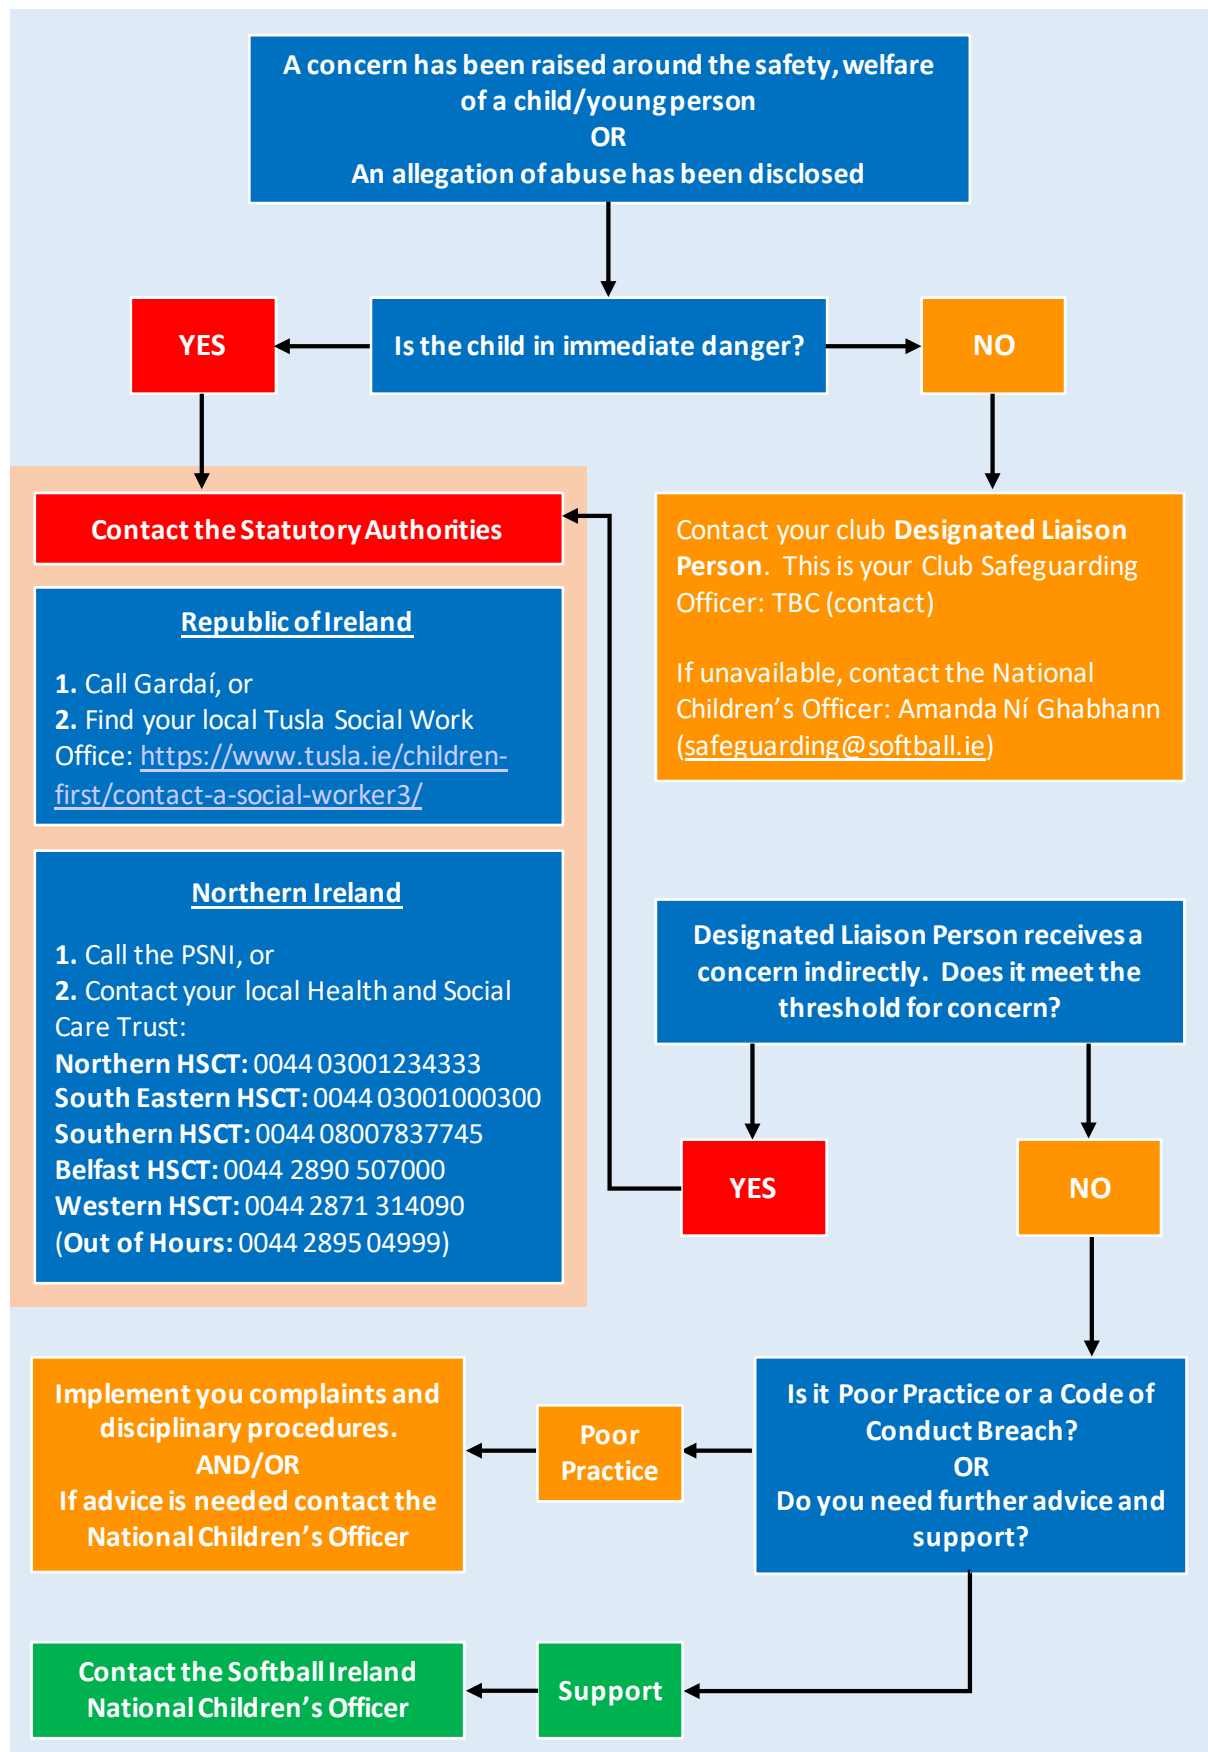 A concern has been raised around the safety, welfare
of a child/young person
OR
An allegation of abuse has been disclosed
YES
Is the child in immediate danger?
NO
Contact the Statutory Authorities
Republic of Ireland
1. Call Gardaí, or
2. Find your local Tusla Social Work
Office: https://www.tusla.ie/children-
first/contact-a-social-worker3/
Northern Ireland
1. Call the PSNI, or
2. Contact your local Health and Social
Care Trust:
Northern HSCT: 0044 03001234333
South Eastern HSCT: 0044 03001000300
Southern HSCT: 0044 08007837745
Belfast HSCT: 0044 2890 507000
Western HSCT: 0044 2871 314090
(Out of Hours: 0044 2895 04999)
Contact your club Designated Liaison
Person. This is your Club Safeguarding
Officer: TBC (contact)
If unavailable, contact the National
Children's Officer: Amanda Ní Ghabhann
(safeguarding@softball.ie)
Designated Liaison Person receives a
concern indirectly. Does it meet the
threshold for concern?
YES
NO
Is it Poor Practice or a Code of
Conduct Breach?
OR
Do you need further advice and
support?
Poor
Practice
Implement you complaints and
disciplinary procedures.
AND/OR
If advice is needed contact the
National Children's Officer
Support
Contact the Softball Ireland
National Children's Officer